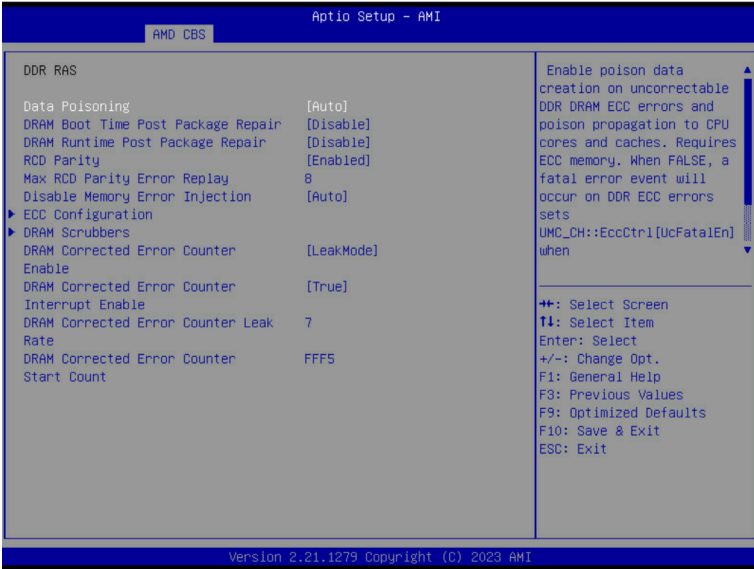 Aptio Setup – AMI
AMD CBS
DDR RAS
Data Poisoning [Auto]
DRAM Boot Time Post Package Repair [Disable]
DRAM Runtime Post Package Repair [Disable]
RCD Parity [Enabled]
Max RCD Parity Error Replay 8
Disable Memory Error Injection [Auto]
ECC Configuration
DRAM Scrubbers
DRAM Corrected Error Counter [LeakMode]
Enable
DRAM Corrected Error Counter [True]
Interrupt Enable
DRAM Corrected Error Counter Leak 7
Rate
DRAM Corrected Error Counter FFF5
Start Count
Enable poison data
creation on uncorrectable
DDR DRAM ECC errors and
poison propagation to CPU
cores and caches. Requires
ECC memory. When FALSE, a
fatal error event will
occur on DDR ECC errors
sets
UMC_CH::EccCtrl[UcFatalEn]
when
→←: Select Screen
↑↓: Select Item
Enter: Select
+/-: Change Opt.
F1: General Help
F3: Previous Values
F9: Optimized Defaults
F10: Save & Exit
ESC: Exit
Version 2.21.1279 Copyright (C) 2023 AMI